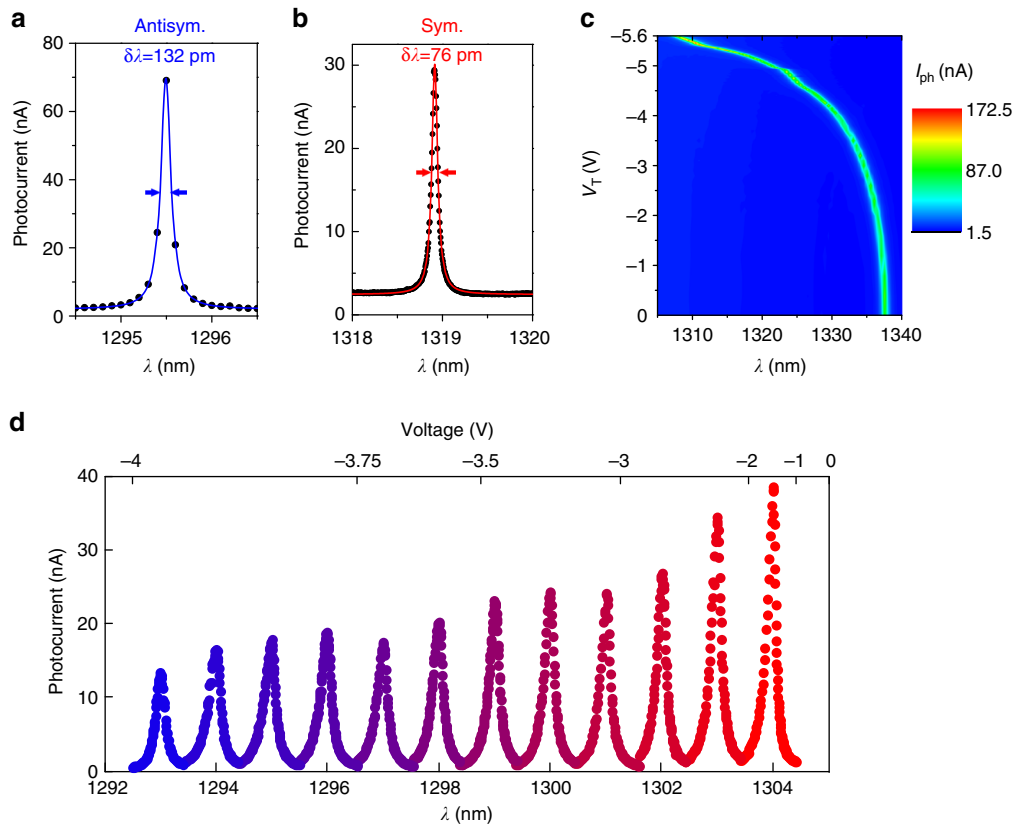 a
Antisym.
δλ=132 pm
80
60
40
20
0
Photocurrent (nA)
1295
1296
λ (nm)
b
Sym.
δλ=76 pm
30
20
10
0
Photocurrent (nA)
1318
1319
1320
λ (nm)
c
−5.6
−5
−4
−3
−2
−1
0
V_T (V)
1310
1320
1330
1340
λ (nm)
I_ph (nA)
172.5
87.0
1.5
d
Voltage (V)
−4
−3.75
−3.5
−3
−2
−1
0
40
30
20
10
0
Photocurrent (nA)
1292
1294
1296
1298
1300
1302
1304
λ (nm)